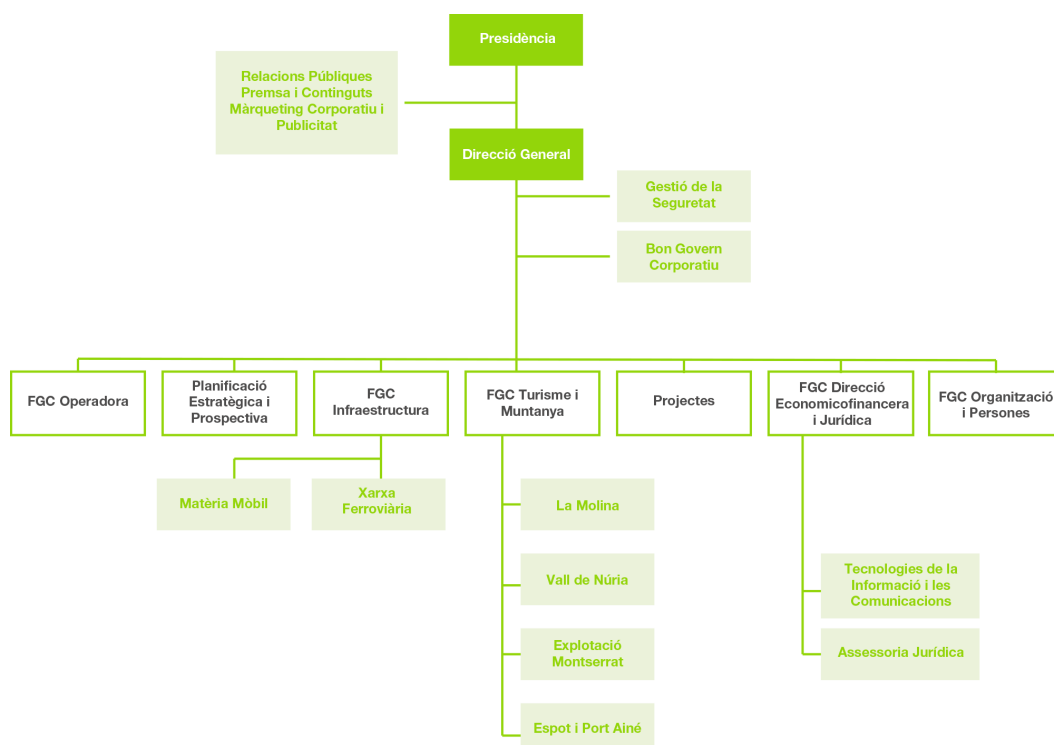 Presidència
Relacions Públiques
Premsa i Continguts
Màrqueting Corporatiu i
Publicitat
Direcció General
Gestió de la
Seguretat
Bon Govern
Corporatiu
FGC Operadora
Planificació
Estratègica i
Prospectiva
FGC
Infraestructura
FGC Turisme i
Muntanya
Projectes
FGC Direcció
Economicofinancera
i Jurídica
FGC Organització
i Persones
Matèria Mòbil
Xarxa
Ferroviària
La Molina
Vall de Núria
Explotació
Montserrat
Espot i Port Ainé
Tecnologies de la
Informació i les
Comunicacions
Assessoria Jurídica